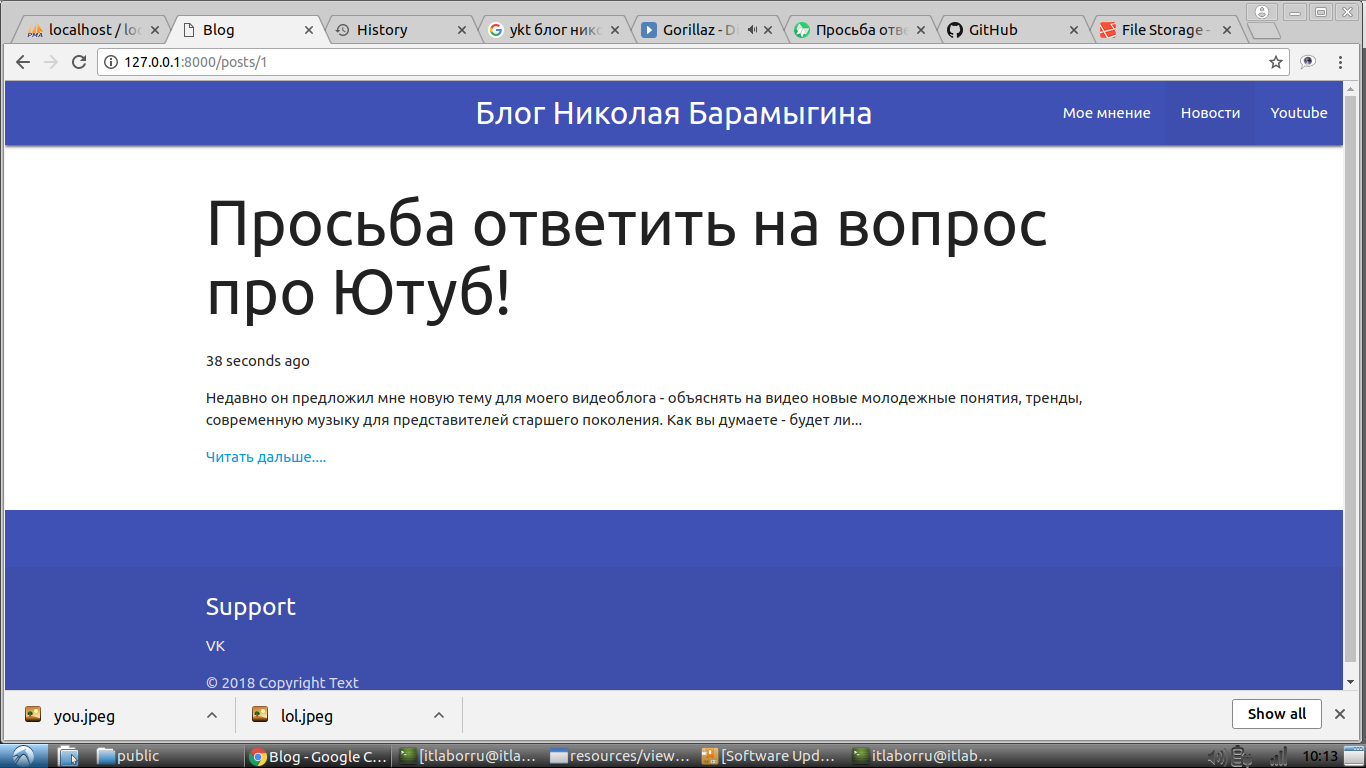 localhost / loc
Blog
History
ykt блог нико
Gorillaz - D
Просьба отве
GitHub
File Storage -
127.0.0.1:8000/posts/1
Блог Николая Барамыгина
Мое мнение
Новости
Youtube
Просьба ответить на вопрос
про Ютуб!
38 seconds ago
Недавно он предложил мне новую тему для моего видеоблога - объяснять на видео новые молодежные понятия, тренды,
современную музыку для представителей старшего поколения. Как вы думаете - будет ли...
Читать дальше....
Support
VK
© 2018 Copyright Text
you.jpeg
lol.jpeg
Show all
public
Blog - Google C...
[itlaborru@itla...
resources/view...
[Software Upd...
itlaborru@itlab...
10:13